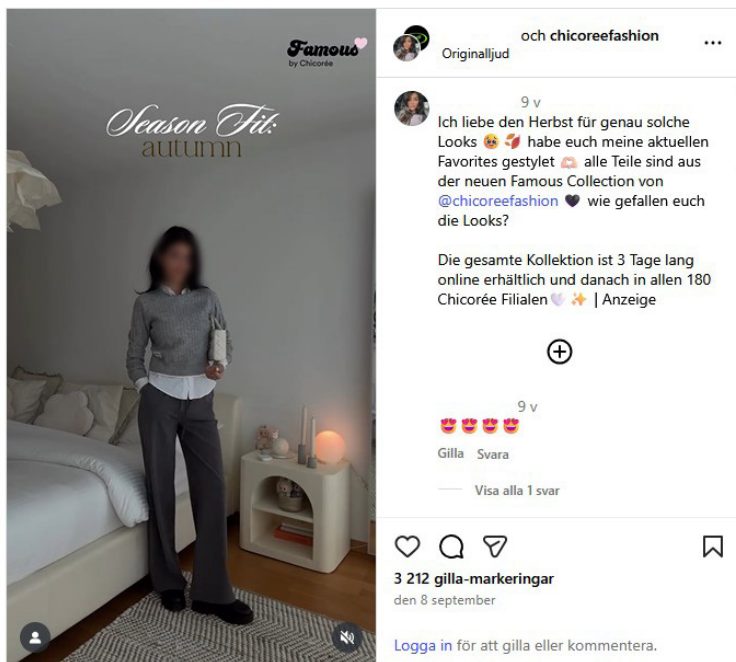 Famous
by Chicorée
Season Fit:
autumn
och chicoreefashion
Originalljud
9 v
Ich liebe den Herbst für genau solche
Looks 🥹 🍂 habe euch meine aktuellen
Favorites gestylet 🫶🏻 alle Teile sind aus
der neuen Famous Collection von
@chicoreefashion 🖤 wie gefallen euch
die Looks?
Die gesamte Kollektion ist 3 Tage lang
online erhältlich und danach in allen 180
Chicorée Filialen🤍 ✨ | Anzeige
9 v
😍 😍 😍 😍
Gilla Svara
Visa alla 1 svar
3 212 gilla-markeringar
den 8 september
Logga in för att gilla eller kommentera.